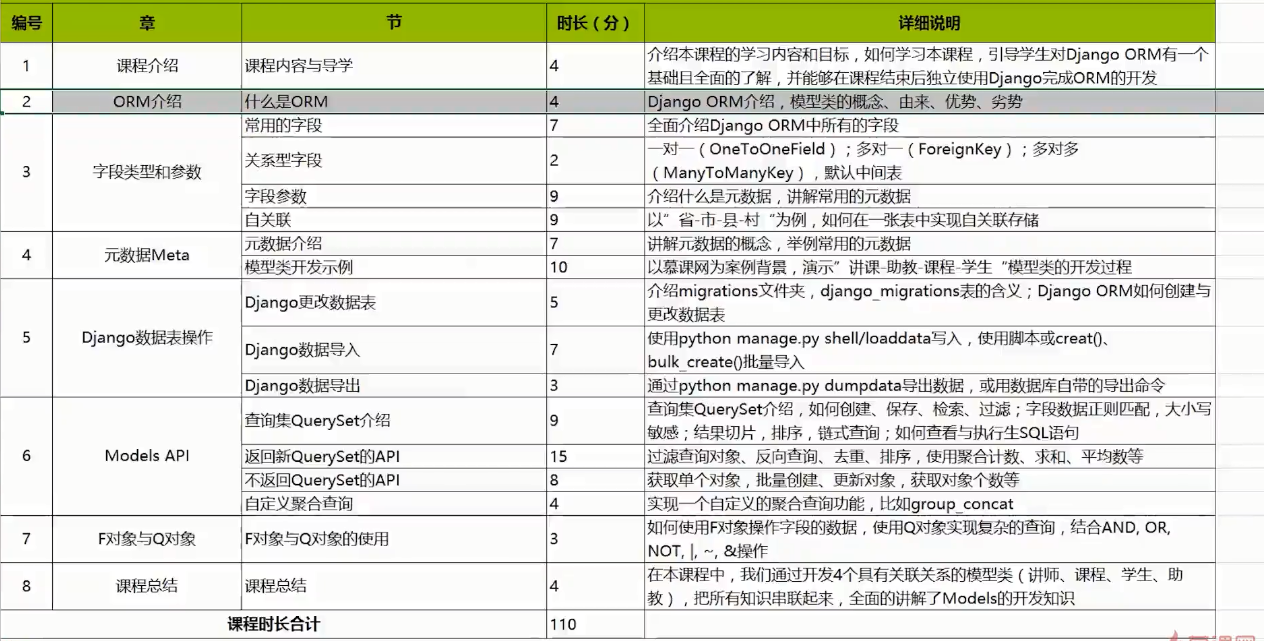 编号 章 节 时长（分） 详细说明
1 课程介绍 课程内容与导学 4 介绍本课程的学习内容和目标，如何学习本课程，引导学生对Django ORM有一个
基础且全面的了解，并能够在课程结束后独立使用Django完成ORM的开发
2 ORM介绍 什么是ORM 4 Django ORM介绍，模型类的概念、由来、优势、劣势
3 字段类型和参数 常用的字段 7 全面介绍Django ORM中所有的字段
关系型字段 2 一对一（OneToOneField）；多对一（ForeignKey）；多对多
（ManyToManyKey），默认中间表
字段参数 9 介绍什么是元数据，讲解常用的元数据
自关联 9 以”省-市-县-村“为例，如何在一张表中实现自关联存储
4 元数据Meta 元数据介绍 7 讲解元数据的概念，举例常用的元数据
模型类开发示例 10 以慕课网为案例背景，演示”讲课-助教-课程-学生“模型类的开发过程
5 Django数据表操作 Django更改数据表 5 介绍migrations文件夹，django_migrations表的含义；Django ORM如何创建与
更改数据表
Django数据导入 7 使用python manage.py shell/loaddata写入，使用脚本或creat()、
bulk_create()批量导入
Django数据导出 3 通过python manage.py dumpdata导出数据，或用数据库自带的导出命令
6 Models API 查询集QuerySet介绍 9 查询集QuerySet介绍，如何创建、保存、检索、过滤；字段数据正则匹配，大小写
敏感；结果切片，排序，链式查询；如何查看与执行生SQL语句
返回新QuerySet的API 15 过滤查询对象、反向查询、去重、排序，使用聚合计数、求和、平均数等
不返回QuerySet的API 8 获取单个对象，批量创建、更新对象，获取对象个数等
自定义聚合查询 4 实现一个自定义的聚合查询功能，比如group_concat
7 F对象与Q对象 F对象与Q对象的使用 3 如何使用F对象操作字段的数据，使用Q对象实现复杂的查询，结合AND, OR,
NOT, |, ~, &操作
8 课程总结 课程总结 4 在本课程中，我们通过开发4个具有关联关系的模型类（讲师、课程、学生、助
教），把所有知识串联起来，全面的讲解了Models的开发知识
课程时长合计 110